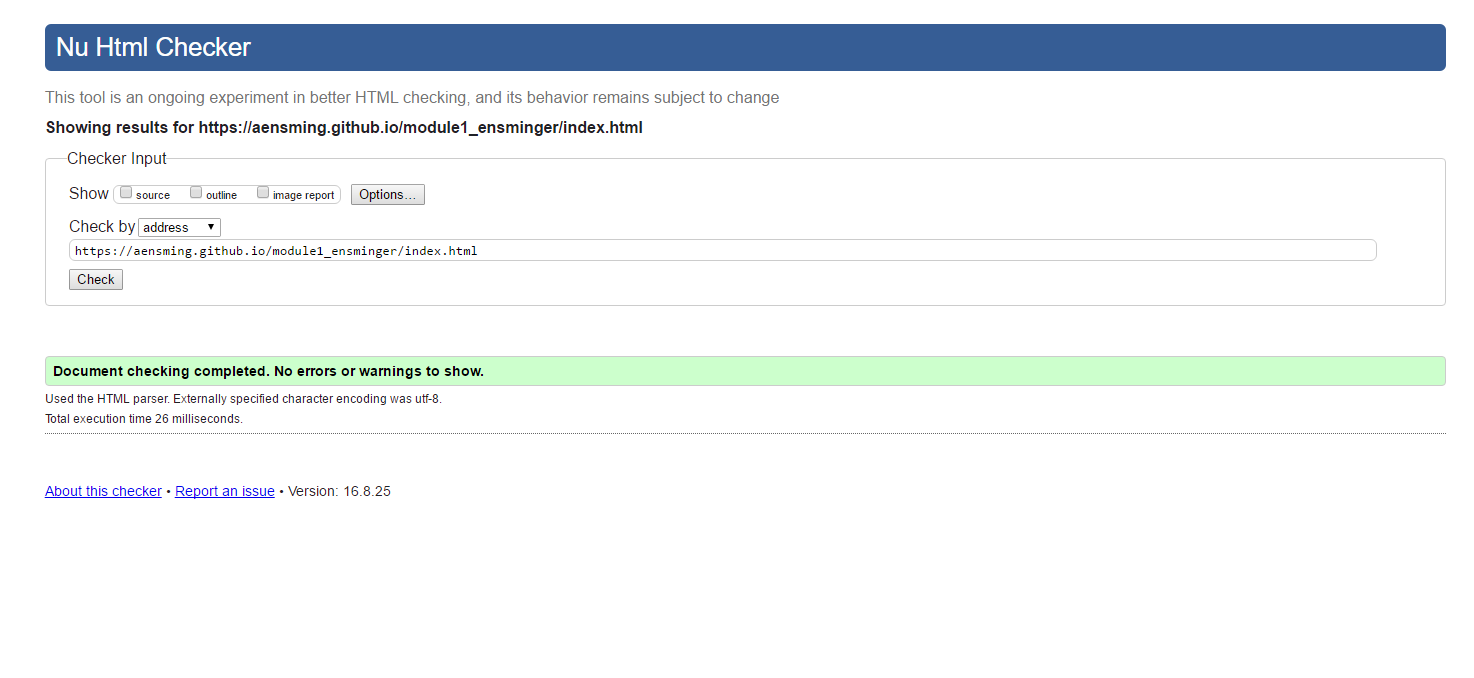 Nu Html Checker
This tool is an ongoing experiment in better HTML checking, and its behavior remains subject to change
Showing results for https://aensming.github.io/module1_ensminger/index.html
Checker Input
Show source outline image report Options...
Check by address
https://aensming.github.io/module1_ensminger/index.html
Check
Document checking completed. No errors or warnings to show.
Used the HTML parser. Externally specified character encoding was utf-8.
Total execution time 26 milliseconds.
About this checker • Report an issue • Version: 16.8.25